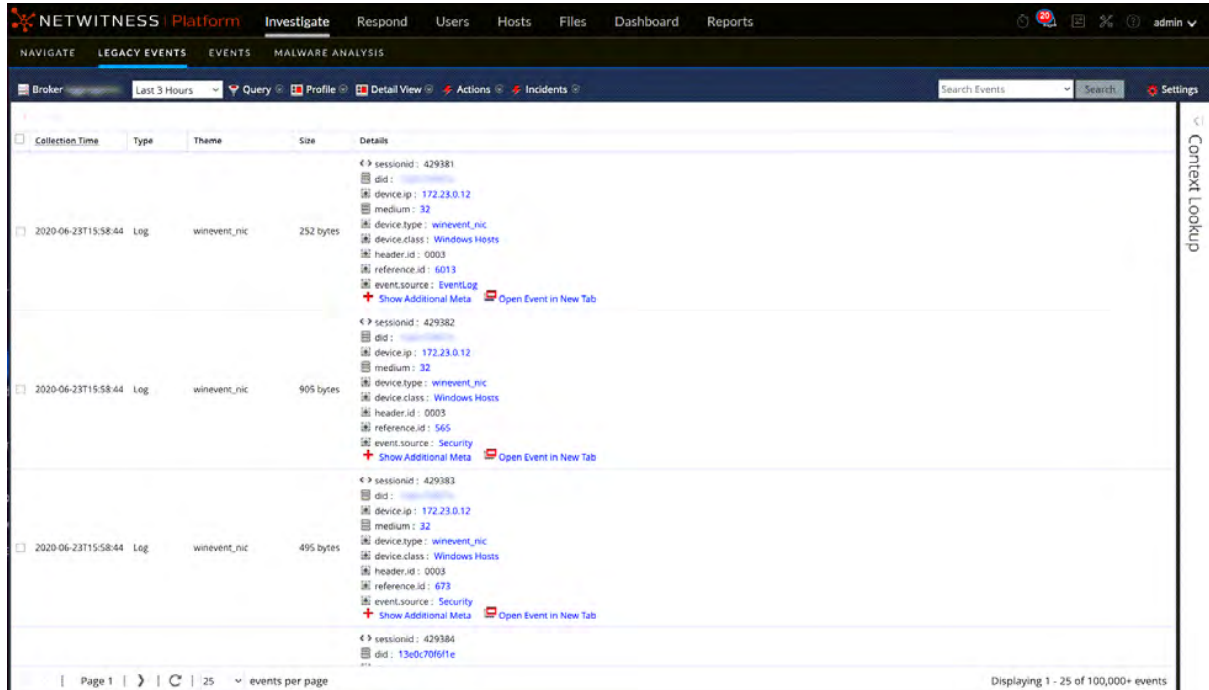 NETWITNESS Platform Investigate Respond Users Hosts Files Dashboard Reports 20 admin
NAVIGATE LEGACY EVENTS EVENTS MALWARE ANALYSIS
Broker Last 3 Hours Query Profile Detail View Actions Incidents Search Events Search Settings
Context Lookup
Collection Time Type Theme Size Details
sessionid : 429381
did :
device.ip : 172.23.0.12
medium : 32
2020-06-23T15:58:44 Log winevent_nic 252 bytes device.type : winevent_nic
device.class : Windows Hosts
header.id : 0003
reference.id : 6013
event.source : EventLog
Show Additional Meta Open Event in New Tab
sessionid : 429382
did :
device.ip : 172.23.0.12
medium : 32
2020-06-23T15:58:44 Log winevent_nic 905 bytes device.type : winevent_nic
device.class : Windows Hosts
header.id : 0003
reference.id : 565
event.source : Security
Show Additional Meta Open Event in New Tab
sessionid : 429383
did :
device.ip : 172.23.0.12
medium : 32
2020-06-23T15:58:44 Log winevent_nic 495 bytes device.type : winevent_nic
device.class : Windows Hosts
header.id : 0003
reference.id : 673
event.source : Security
Show Additional Meta Open Event in New Tab
sessionid : 429384
did : 13e0c70f6f1e
| Page 1 | | 25 events per page Displaying 1 - 25 of 100,000+ events